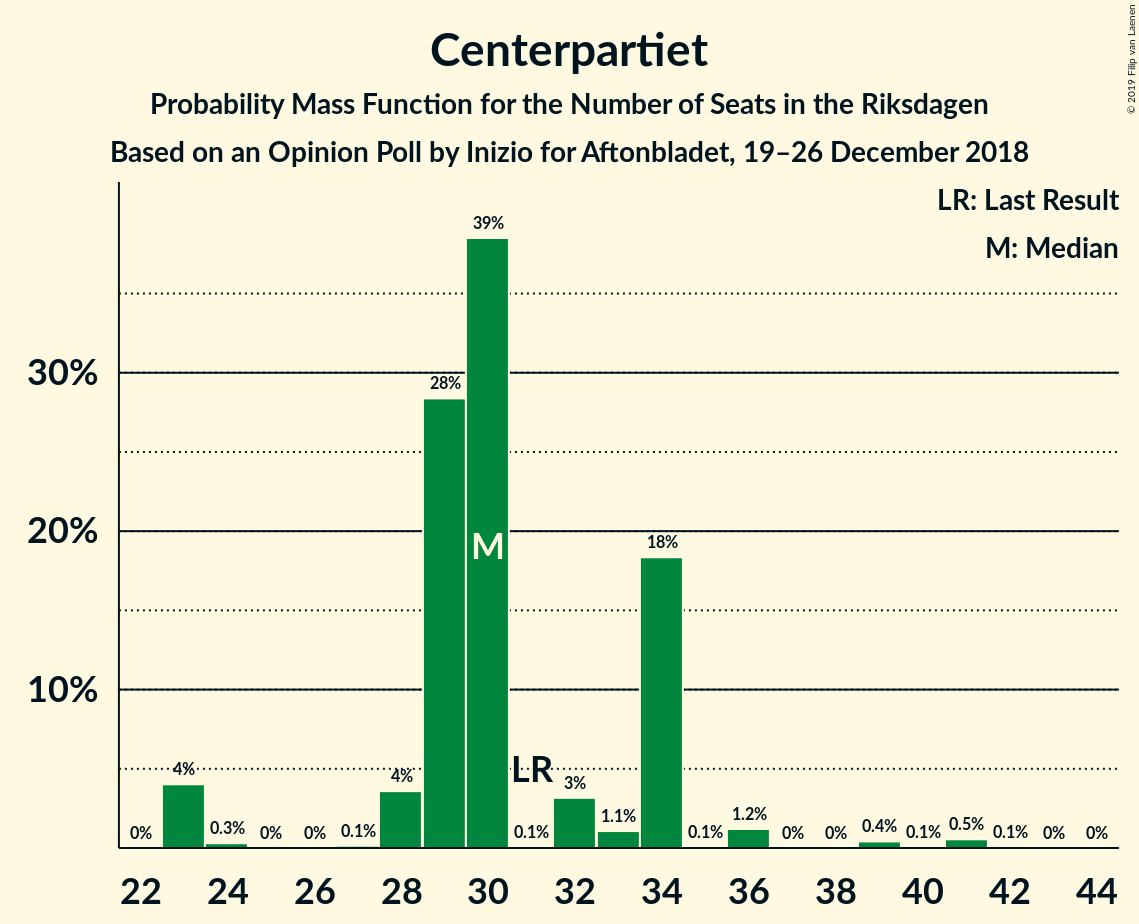 Centerpartiet
Probability Mass Function for the Number of Seats in the Riksdagen
Based on an Opinion Poll by Inizio for Aftonbladet, 19–26 December 2018
© 2019 Filip van Laenen
LR: Last Result
M: Median
30%
20%
10%
0%
4%
0.3%
0%
0%
0.1%
4%
28%
39%
M
LR
0.1%
3%
1.1%
18%
0.1%
1.2%
0%
0%
0.4%
0.1%
0.5%
0.1%
0%
0%
22 24 26 28 30 32 34 36 38 40 42 44